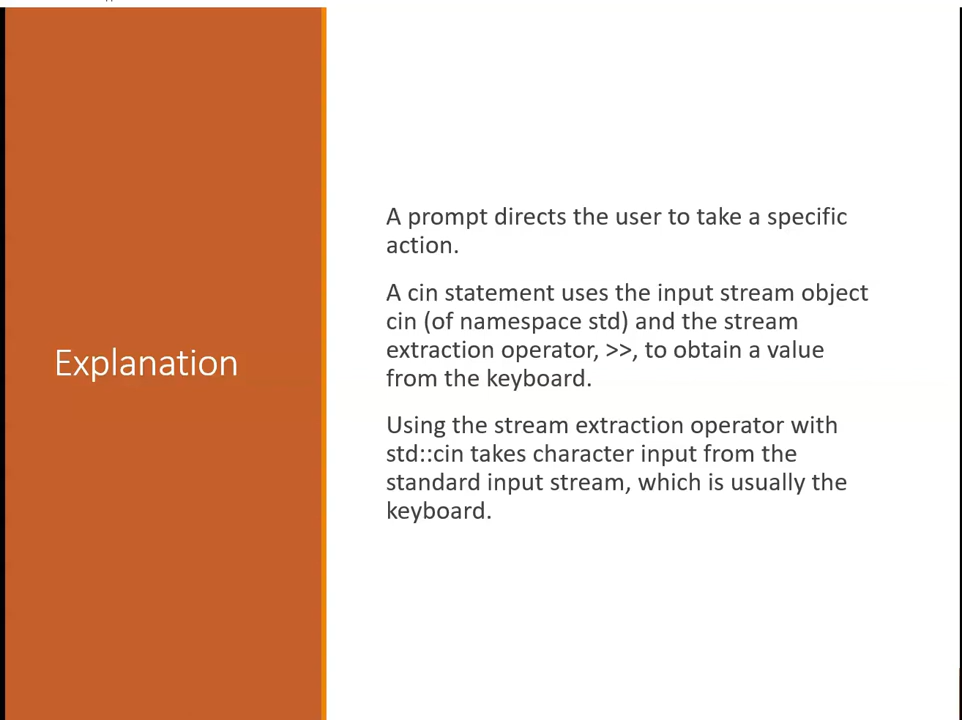 Explanation
A prompt directs the user to take a specific
action.
A cin statement uses the input stream object
cin (of namespace std) and the stream
extraction operator, >>, to obtain a value
from the keyboard.
Using the stream extraction operator with
std::cin takes character input from the
standard input stream, which is usually the
keyboard.